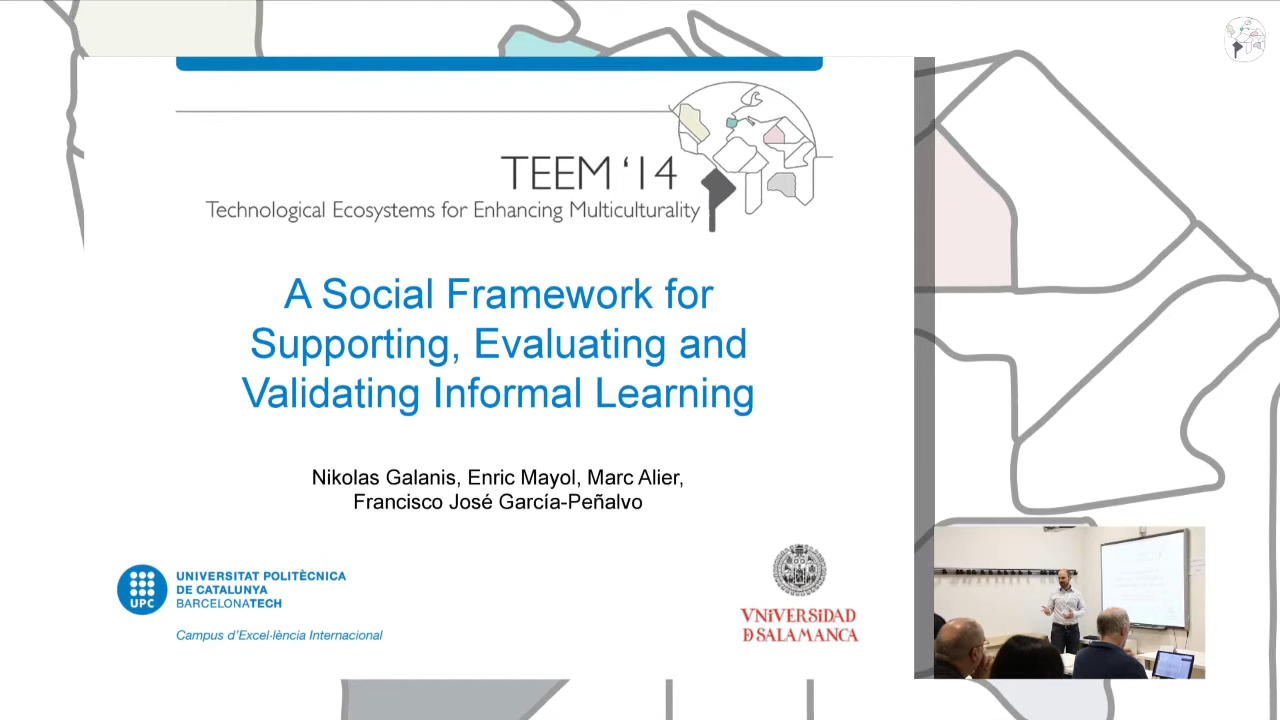 TEEM ‘14
Technological Ecosystems for Enhancing Multiculturality
A Social Framework for
Supporting, Evaluating and
Validating Informal Learning
Nikolas Galanis, Enric Mayol, Marc Alier,
Francisco José García-Peñalvo
UPC
UNIVERSITAT POLITÈCNICA
DE CATALUNYA
BARCELONATECH
Campus d’Excel·lència Internacional
VNiVERSiDAD
D SALAMANCA